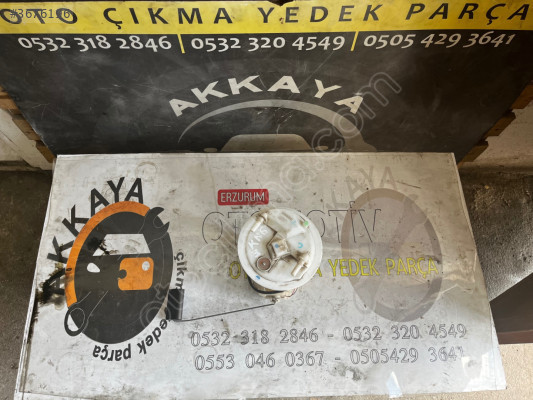 OTO ÇIKMA YEDEK PARÇA
0532 318 2846 / 0532 320 4549 / 0505 429 3641
AKKAYA
AKKAYA
çıkma yedek parça
ERZURUM
YEDEK PARÇA
0532 318 2846 - 0532 320 4549
0553 046 0367 - 0505429 3641